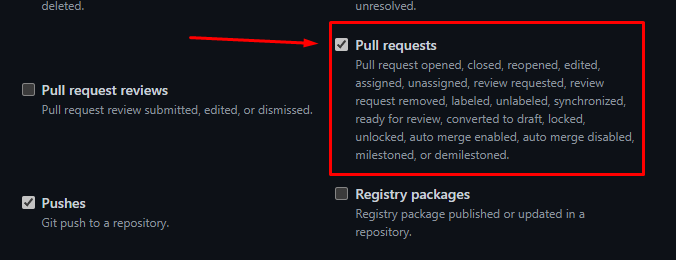 deleted.
unresolved.
Pull requests
Pull request opened, closed, reopened, edited,
assigned, unassigned, review requested, review
request removed, labeled, unlabeled, synchronized,
ready for review, converted to draft, locked,
unlocked, auto merge enabled, auto merge disabled,
milestoned, or demilestoned.
Pull request reviews
Pull request review submitted, edited, or dismissed.
Pushes
Git push to a repository.
Registry packages
Registry package published or updated in a
repository.